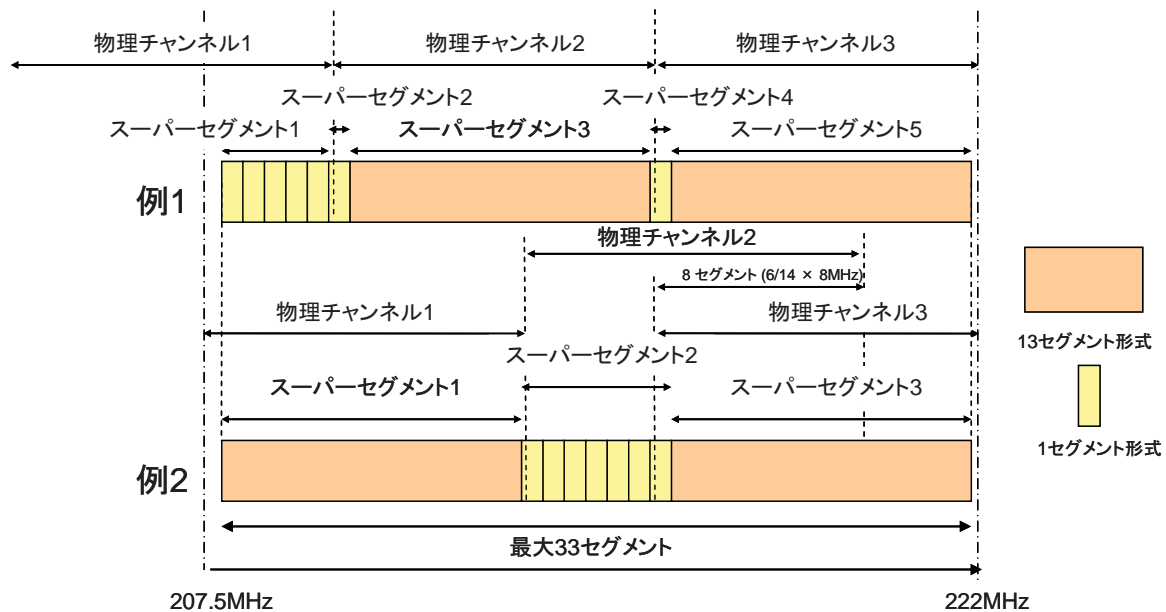 物理チャンネル1
物理チャンネル2
物理チャンネル3
スーパーセグメント2
スーパーセグメント4
スーパーセグメント1
スーパーセグメント3
スーパーセグメント5
例1
物理チャンネル2
8 セグメント (6/14 × 8MHz)
物理チャンネル1
物理チャンネル3
スーパーセグメント2
スーパーセグメント1
スーパーセグメント3
例2
最大33セグメント
207.5MHz
222MHz
13セグメント形式
1セグメント形式